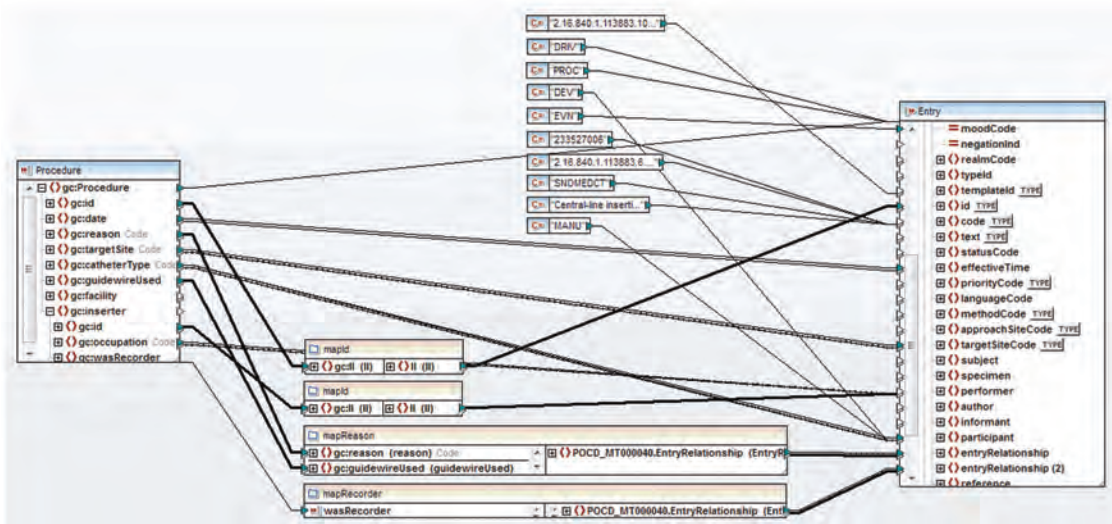 C= "2.16.840.1.113883.10..."
C= "DRIV"
C= "PROC"
C= "DEV"
C= "EVN"
C= "233527006"
C= "2.16.840.1.113883.6...."
C= "SNOMEDCT"
C= "Central-line inserti..."
C= "MANU"
Procedure
gc:Procedure
gc:id
gc:date
gc:reason Code
gc:targetSite Code
gc:catheterType Code
gc:guidewireUsed
gc:facility
gc:inserter
gc:id
gc:occupation Code
gc:wasRecorder
mapId
gc:II (II) II (II)
mapId
gc:II (II) II (II)
mapReason
gc:reason (reason) Code POCD_MT000040.EntryRelationship (EntryR
gc:guidewireUsed (guidewireUsed)
mapRecorder
wasRecorder POCD_MT000040.EntryRelationship (Ent
Entry
moodCode
negationInd
realmCode
typeId
templateId TYPE
id TYPE
code TYPE
text TYPE
statusCode
effectiveTime
priorityCode TYPE
languageCode
methodCode TYPE
approachSiteCode TYPE
targetSiteCode TYPE
subject
specimen
performer
author
informant
participant
entryRelationship
entryRelationship (2)
reference